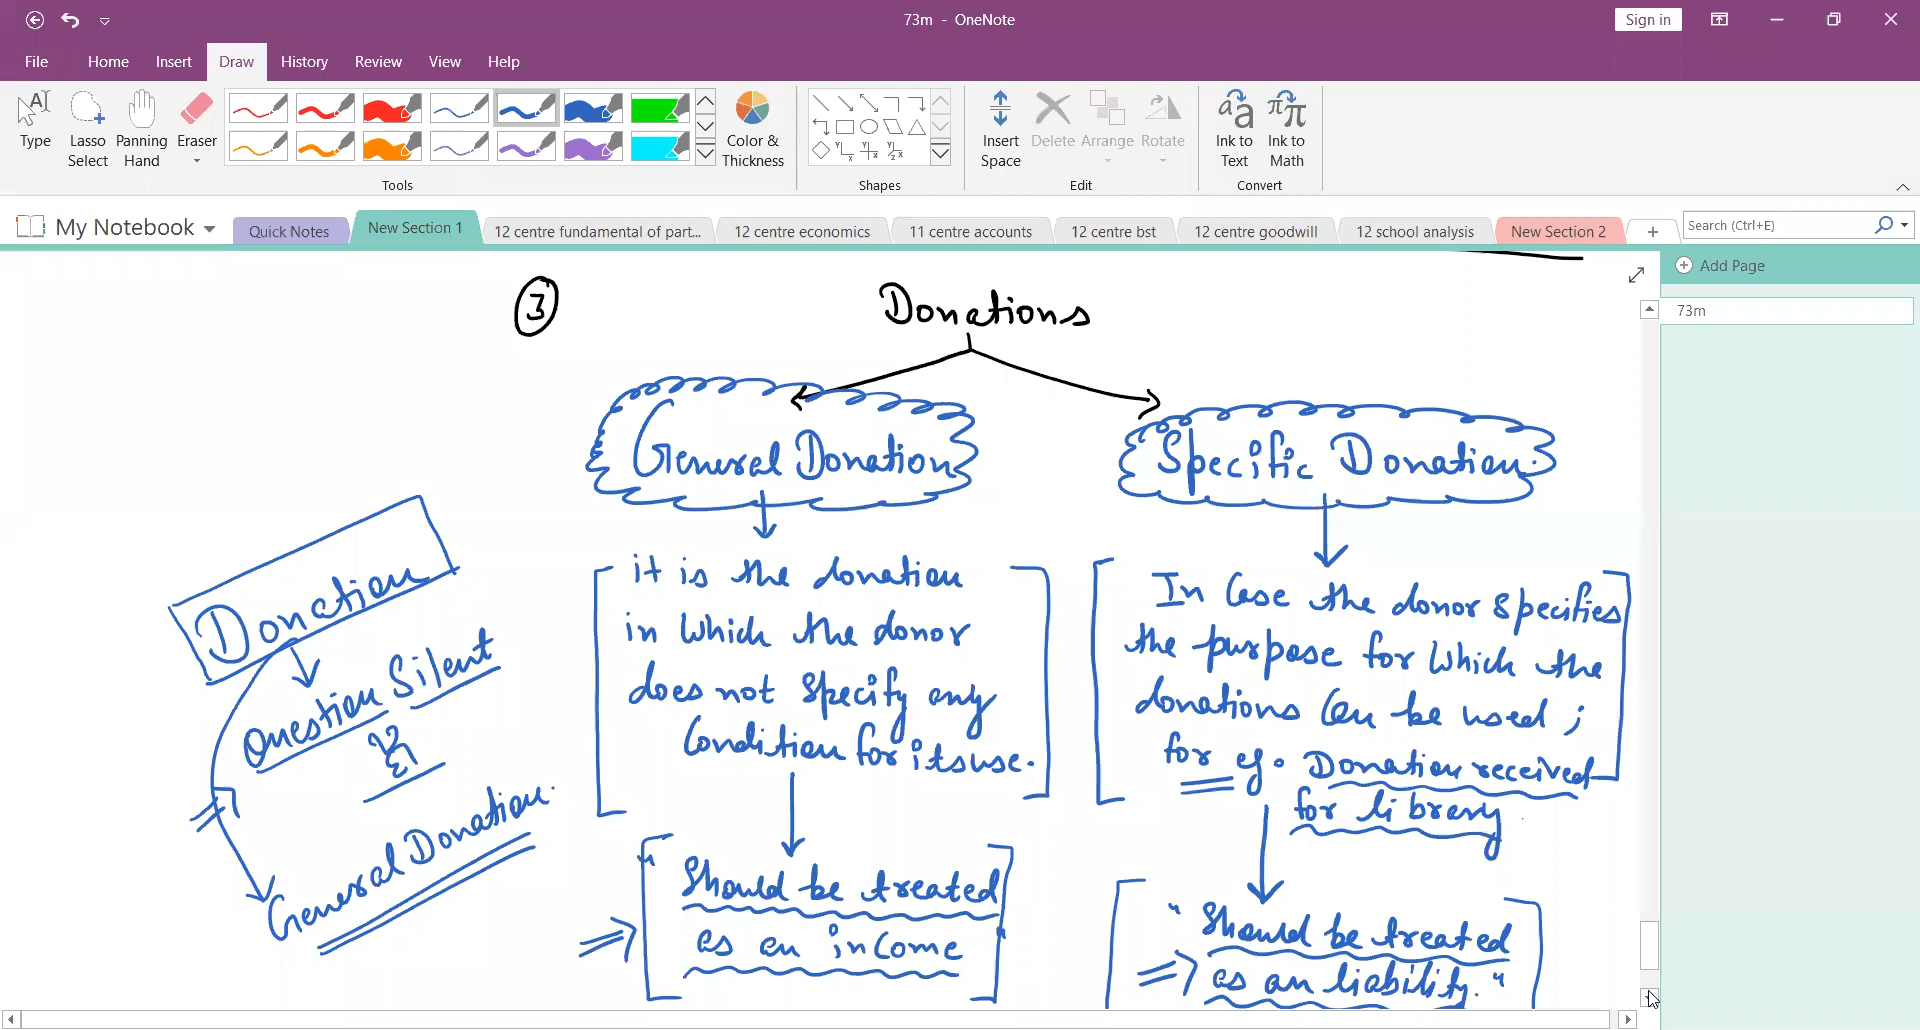 73m - OneNote
Sign in
File Home Insert Draw History Review View Help
Type
Lasso Select
Panning Hand
Eraser
Color & Thickness
Insert Space
Delete
Arrange
Rotate
Ink to Text
Ink to Math
Tools
Shapes
Edit
Convert
My Notebook
Quick Notes
New Section 1
12 centre fundamental of part...
12 centre economics
11 centre accounts
12 centre bst
12 centre goodwill
12 school analysis
New Section 2
Search (Ctrl+E)
Add Page
73m
3
Donations
General Donation
it is the donation
in which the donor
does not specify any
Condition for its use.
"Should be treated
as an income"
Specific Donation.
In Case the donor specifies
the purpose for which the
donations can be used ;
for eg. Donation received
for library
"Should be treated
as an liability."
Donation
Question Silent
General Donation.